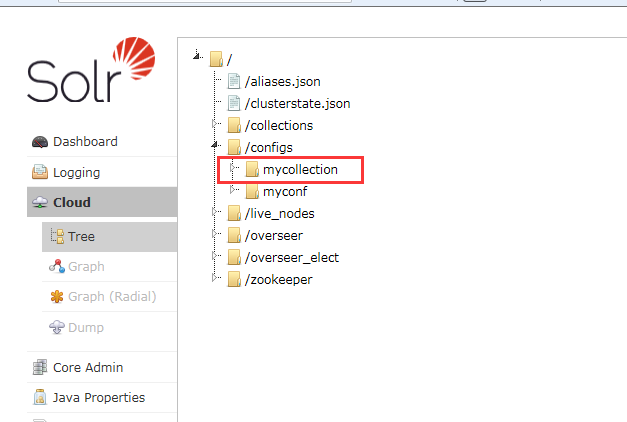 Solr
Dashboard
Logging
Cloud
Tree
Graph
Graph (Radial)
Dump
Core Admin
Java Properties
/
/aliases.json
/clusterstate.json
/collections
/configs
mycollection
myconf
/live_nodes
/overseer
/overseer_elect
/zookeeper